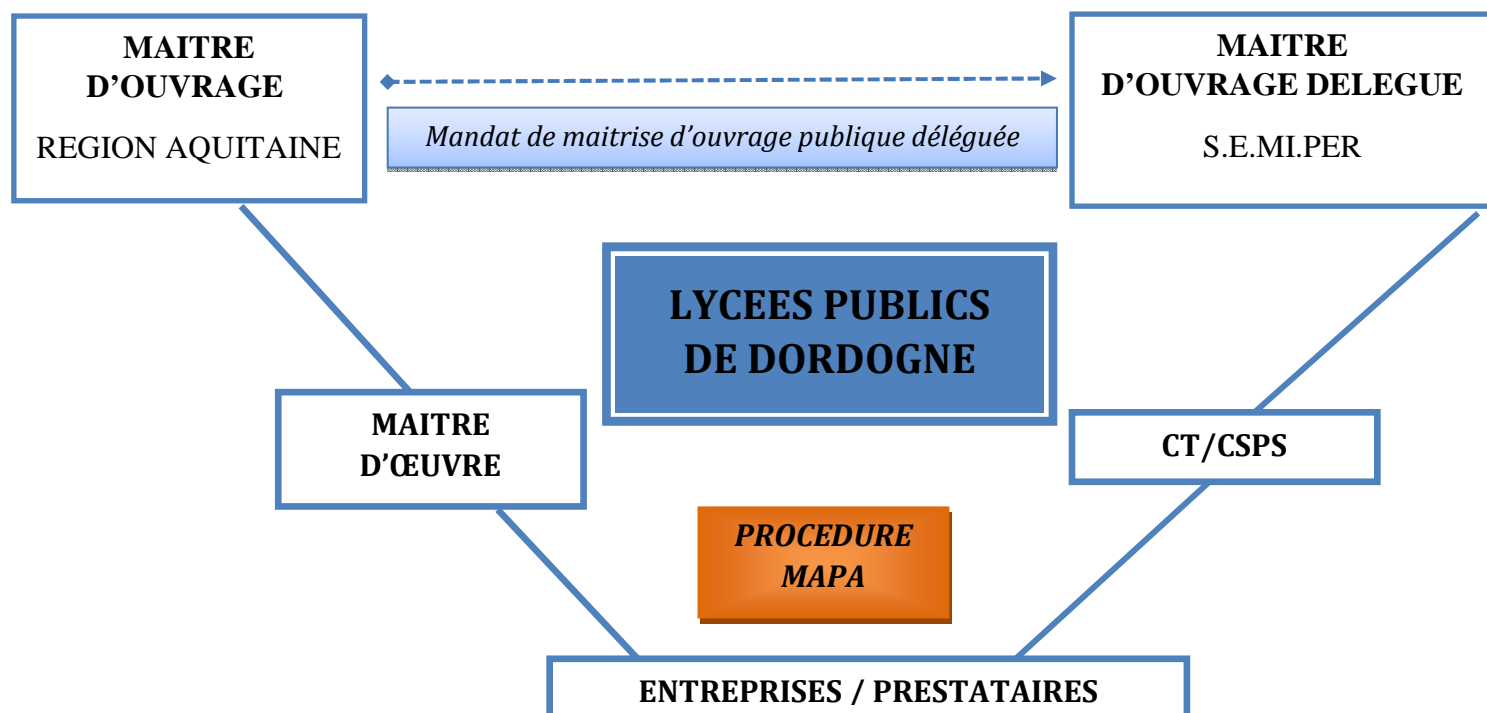 MAITRE
D'OUVRAGE
REGION AQUITAINE
Mandat de maitrise d'ouvrage publique déléguée
MAITRE
D'OUVRAGE DELEGUE
S.E.MI.PER
LYCEES PUBLICS
DE DORDOGNE
MAITRE
D'ŒUVRE
CT/CSPS
PROCEDURE
MAPA
ENTREPRISES / PRESTATAIRES